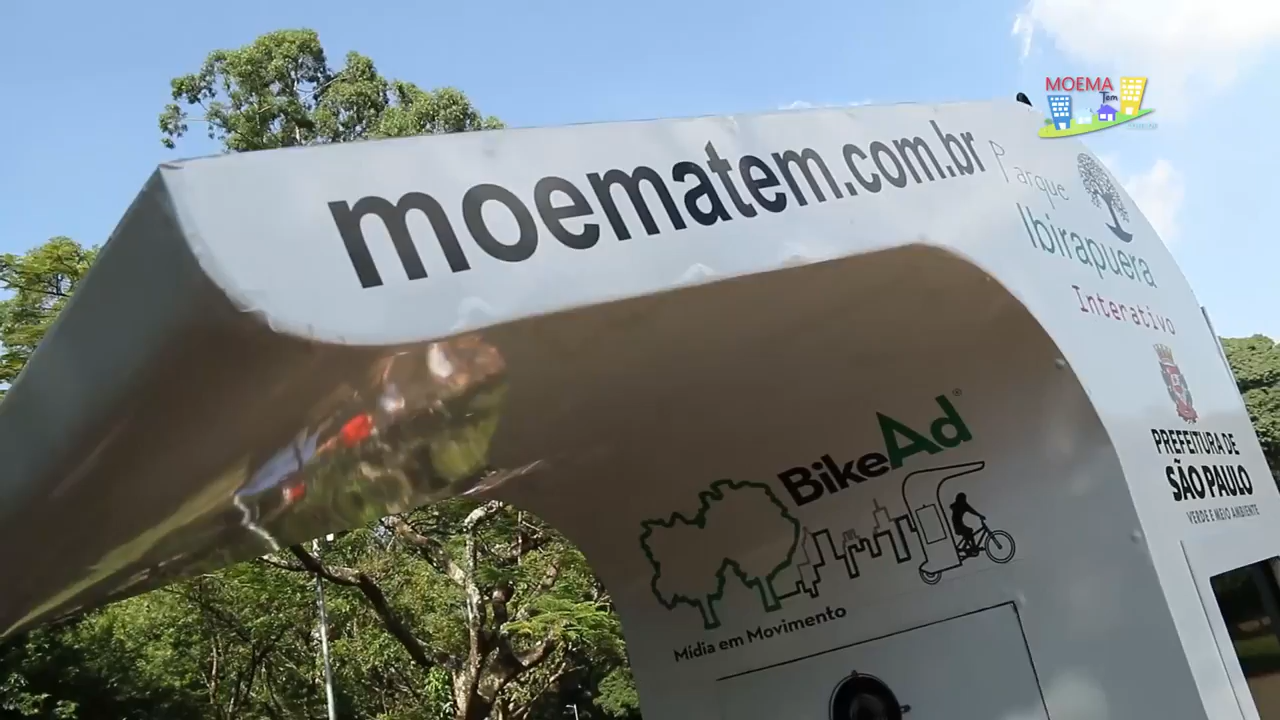 MOEMA
Tem
moematem.com.br
Parque
Ibirapuera
Interativo
PREFEITURA DE
SÃO PAULO
VERDE E MEIO AMBIENTE
BikeAd®
Mídia em Movimento